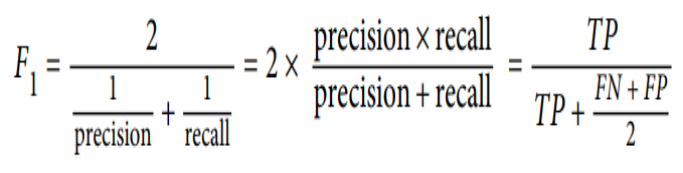 F₁ = 2 / (1/precision + 1/recall) = 2 × (precision × recall) / (precision + recall) = TP / (TP + (FN + FP)/2)